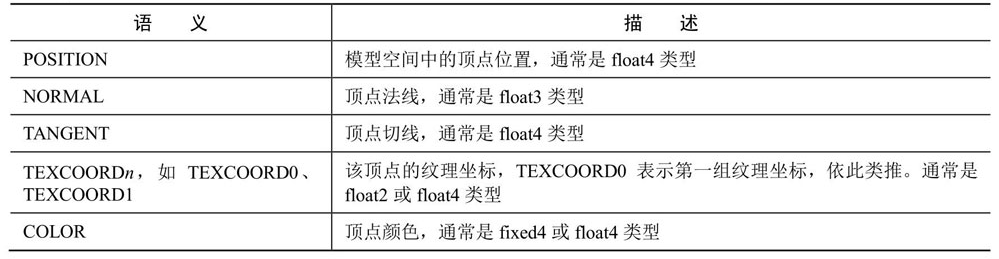 语 义 描 述
POSITION 模型空间中的顶点位置，通常是 float4 类型
NORMAL 顶点法线，通常是 float3 类型
TANGENT 顶点切线，通常是 float4 类型
TEXCOORDn，如 TEXCOORD0、
TEXCOORD1
该顶点的纹理坐标，TEXCOORD0 表示第一组纹理坐标，依此类推。通常是
float2 或 float4 类型
COLOR 顶点颜色，通常是 fixed4 或 float4 类型